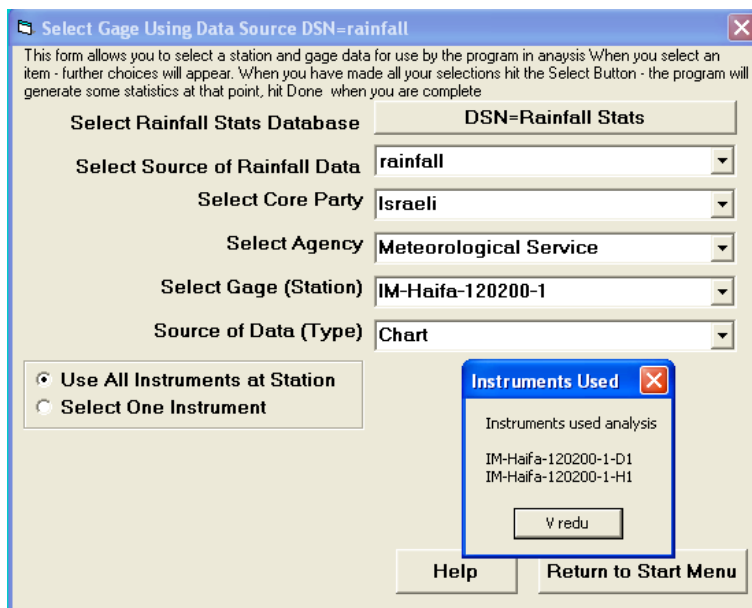 Select Gage Using Data Source DSN=rainfall
This form allows you to select a station and gage data for use by the program in anaysis When you select an
item - further choices will appear. When you have made all your selections hit the Select Button - the program will
generate some statistics at that point, hit Done when you are complete
Select Rainfall Stats Database
DSN=Rainfall Stats
Select Source of Rainfall Data
rainfall
Select Core Party
Israeli
Select Agency
Meteorological Service
Select Gage (Station)
IM-Haifa-120200-1
Source of Data (Type)
Chart
Use All Instruments at Station
Select One Instrument
Instruments Used
Instruments used analysis
IM-Haifa-120200-1-D1
IM-Haifa-120200-1-H1
V redu
Help
Return to Start Menu